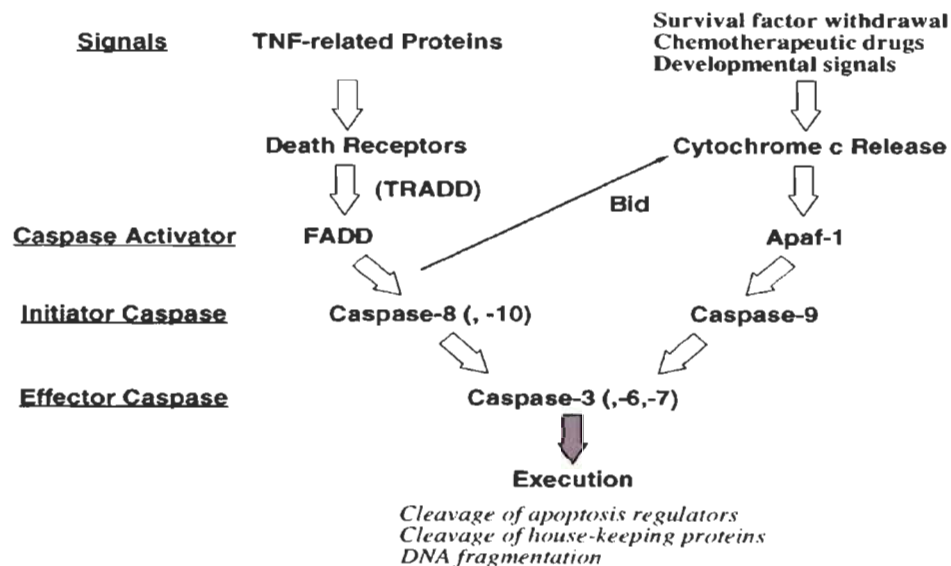 Signals
TNF-related Proteins
Survival factor withdrawal
Chemotherapeutic drugs
Developmental signals
Death Receptors
Cytochrome c Release
(TRADD)
Bid
Caspase Activator
FADD
Apaf-1
Initiator Caspase
Caspase-8 (, -10)
Caspase-9
Effector Caspase
Caspase-3 (,-6,-7)
Execution
Cleavage of apoptosis regulators
Cleavage of house-keeping proteins
DNA fragmentation